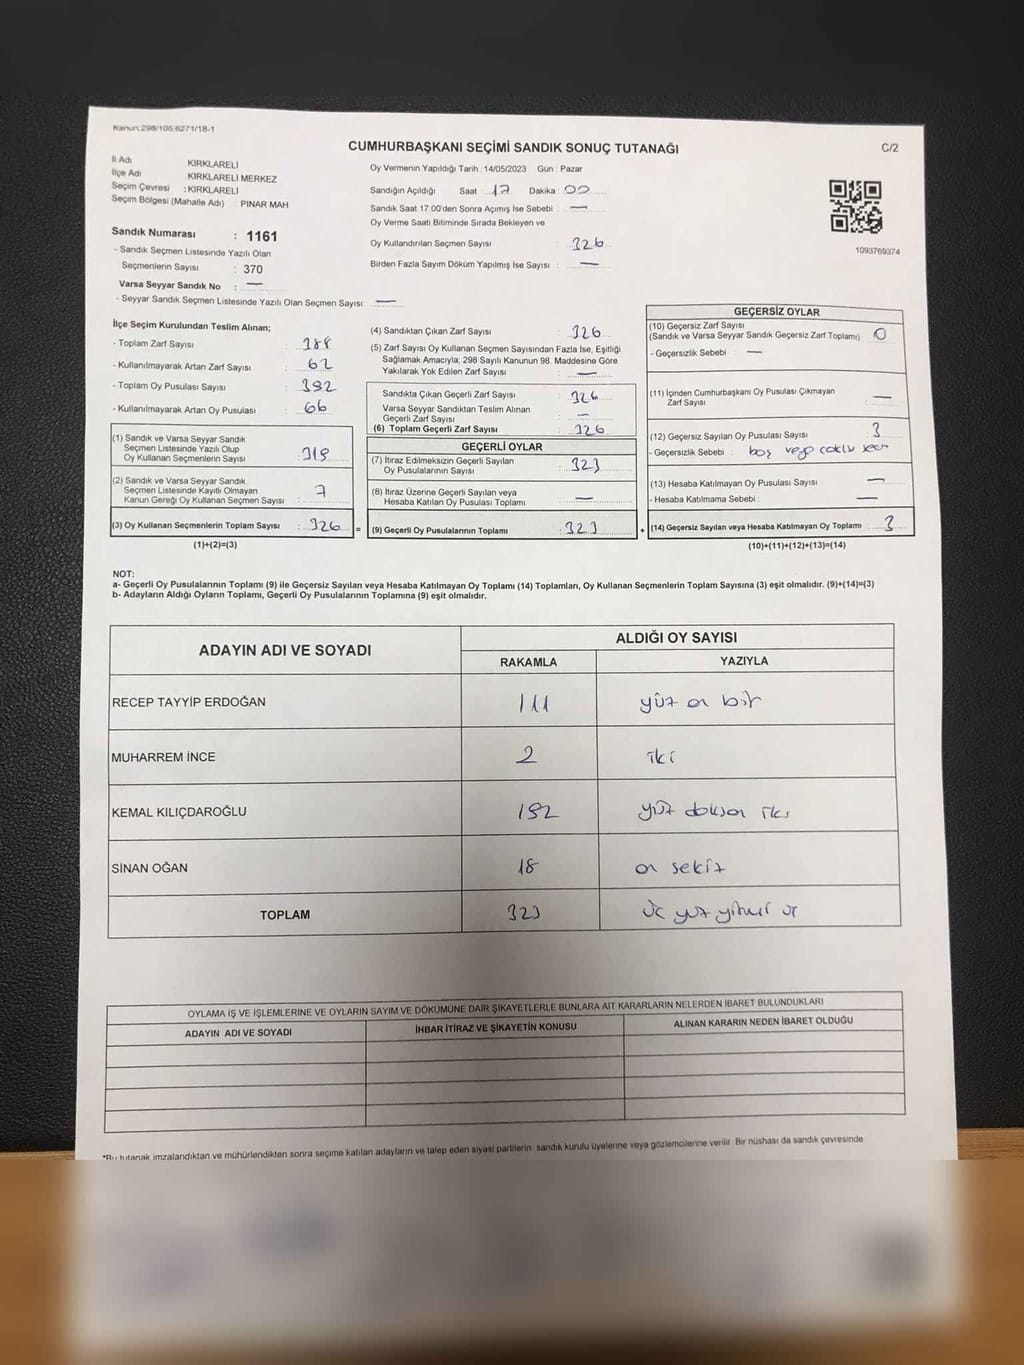 Kanun:298/105,6271/18-1
CUMHURBAŞKANI SEÇİMİ SANDIK SONUÇ TUTANAĞI
C/2
İl Adı KIRKLARELİ
İlçe Adı KIRKLARELİ MERKEZ
Seçim Çevresi : KIRKLARELİ
Seçim Bölgesi (Mahalle Adı) PINAR MAH
Oy Vermenin Yapıldığı Tarih : 14/05/2023 Gün : Pazar
Sandığın Açıldığı Saat 17 Dakika : 00
Sandık Saat 17:00'den Sonra Açımış İse Sebebi : —
Oy Verme Saati Bitiminde Sırada Bekleyen ve
Oy Kullandırılan Seçmen Sayısı : 326
Birden Fazla Sayım Döküm Yapılmış İse Sayısı : —
1093769374
Sandık Numarası : 1161
- Sandık Seçmen Listesinde Yazılı Olan
Seçmenlerin Sayısı : 370
Varsa Seyyar Sandık No : —
- Seyyar Sandık Seçmen Listesinde Yazılı Olan Seçmen Sayısı: —
İlçe Seçim Kurulundan Teslim Alınan;
- Toplam Zarf Sayısı : 388
- Kullanılmayarak Artan Zarf Sayısı : 62
- Toplam Oy Pusulası Sayısı : 392
- Kullanılmayarak Artan Oy Pusulası : 66
(1) Sandık ve Varsa Seyyar Sandık
Seçmen Listesinde Yazılı Olup
Oy Kullanan Seçmenlerin Sayısı : 319
(2) Sandık ve Varsa Seyyar Sandık
Seçmen Listesinde Kayıtlı Olmayan
Kanun Gereği Oy Kullanan Seçmen Sayısı : 7
(3) Oy Kullanan Seçmenlerin Toplam Sayısı : 326 =
(1)+(2)=(3)
(4) Sandıktan Çıkan Zarf Sayısı : 326
(5) Zarf Sayısı Oy Kullanan Seçmen Sayısından Fazla İse, Eşitliği
Sağlamak Amacıyla; 298 Sayılı Kanunun 98. Maddesine Göre
Yakılarak Yok Edilen Zarf Sayısı : —
Sandıkta Çıkan Geçerli Zarf Sayısı : 326
Varsa Seyyar Sandıktan Teslim Alınan
Geçerli Zarf Sayısı : —
(6) Toplam Geçerli Zarf Sayısı : 326
GEÇERLİ OYLAR
(7) İtiraz Edilmeksizin Geçerli Sayılan
Oy Pusulalarının Sayısı : 323
(8) İtiraz Üzerine Geçerli Sayılan veya
Hesaba Katılan Oy Pusulası Toplamı : —
(9) Geçerli Oy Pusulalarının Toplamı : 323 +
GEÇERSİZ OYLAR
(10) Geçersiz Zarf Sayısı
(Sandık ve Varsa Seyyar Sandık Geçersiz Zarf Toplamı) 0
- Geçersizlik Sebebi : —
(11) İçinden Cumhurbaşkanı Oy Pusulası Çıkmayan
Zarf Sayısı : —
(12) Geçersiz Sayılan Oy Pusulası Sayısı : 3
- Geçersizlik Sebebi : boş veya çoklu
(13) Hesaba Katılmayan Oy Pusulası Sayısı : —
- Hesaba Katılmama Sebebi : —
(14) Geçersiz Sayılan veya Hesaba Katılmayan Oy Toplamı : 3
(10)+(11)+(12)+(13)=(14)
NOT:
a- Geçerli Oy Pusulalarının Toplamı (9) ile Geçersiz Sayılan veya Hesaba Katılmayan Oy Toplamı (14) Toplamları, Oy Kullanan Seçmenlerin Toplam Sayısına (3) eşit olmalıdır. (9)+(14)=(3)
b- Adayların Aldığı Oyların Toplamı, Geçerli Oy Pusulalarının Toplamına (9) eşit olmalıdır.
ADAYIN ADI VE SOYADI
ALDIĞI OY SAYISI
RAKAMLA YAZIYLA
RECEP TAYYİP ERDOĞAN 111 yüz on bir
MUHARREM İNCE 2 iki
KEMAL KILIÇDAROĞLU 192 yüz doksan iki
SİNAN OĞAN 18 on sekiz
TOPLAM 323 üç yüz yirmi üç
OYLAMA İŞ VE İŞLEMLERİNE VE OYLARIN SAYIM VE DÖKÜMÜNE DAİR ŞİKAYETLERLE BUNLARA AİT KARARLARIN NELERDEN İBARET BULUNDUKLARI
ADAYIN ADI VE SOYADI İHBAR İTİRAZ VE ŞİKAYETİN KONUSU ALINAN KARARIN NEDEN İBARET OLDUĞU
*Bu tutanak imzalandıktan ve mühürlendikten sonra seçime katılan adayların ve talep eden siyasi partilerin sandık kurulu üyelerine veya gözlemcilerine verilir. Bir nüshası da sandık çevresinde